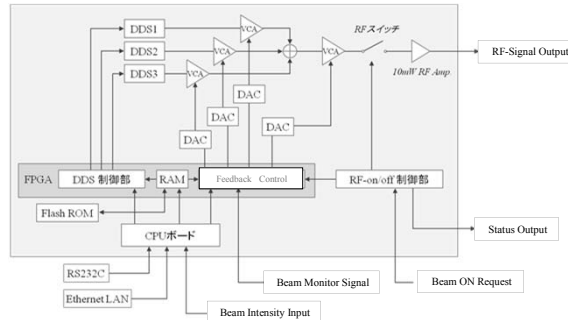 DDS1
VCA
RFスイッチ
DDS2
VCA
RF-Signal Output
DDS3
VCA
VCA
10mW RF Amp.
DAC
DAC
DAC
DAC
FPGA
DDS 制御部
RAM
Feedback Control
RF-on/off 制御部
Flash ROM
CPUボード
Status Output
RS232C
Beam Monitor Signal
Beam ON Request
Ethernet LAN
Beam Intensity Input